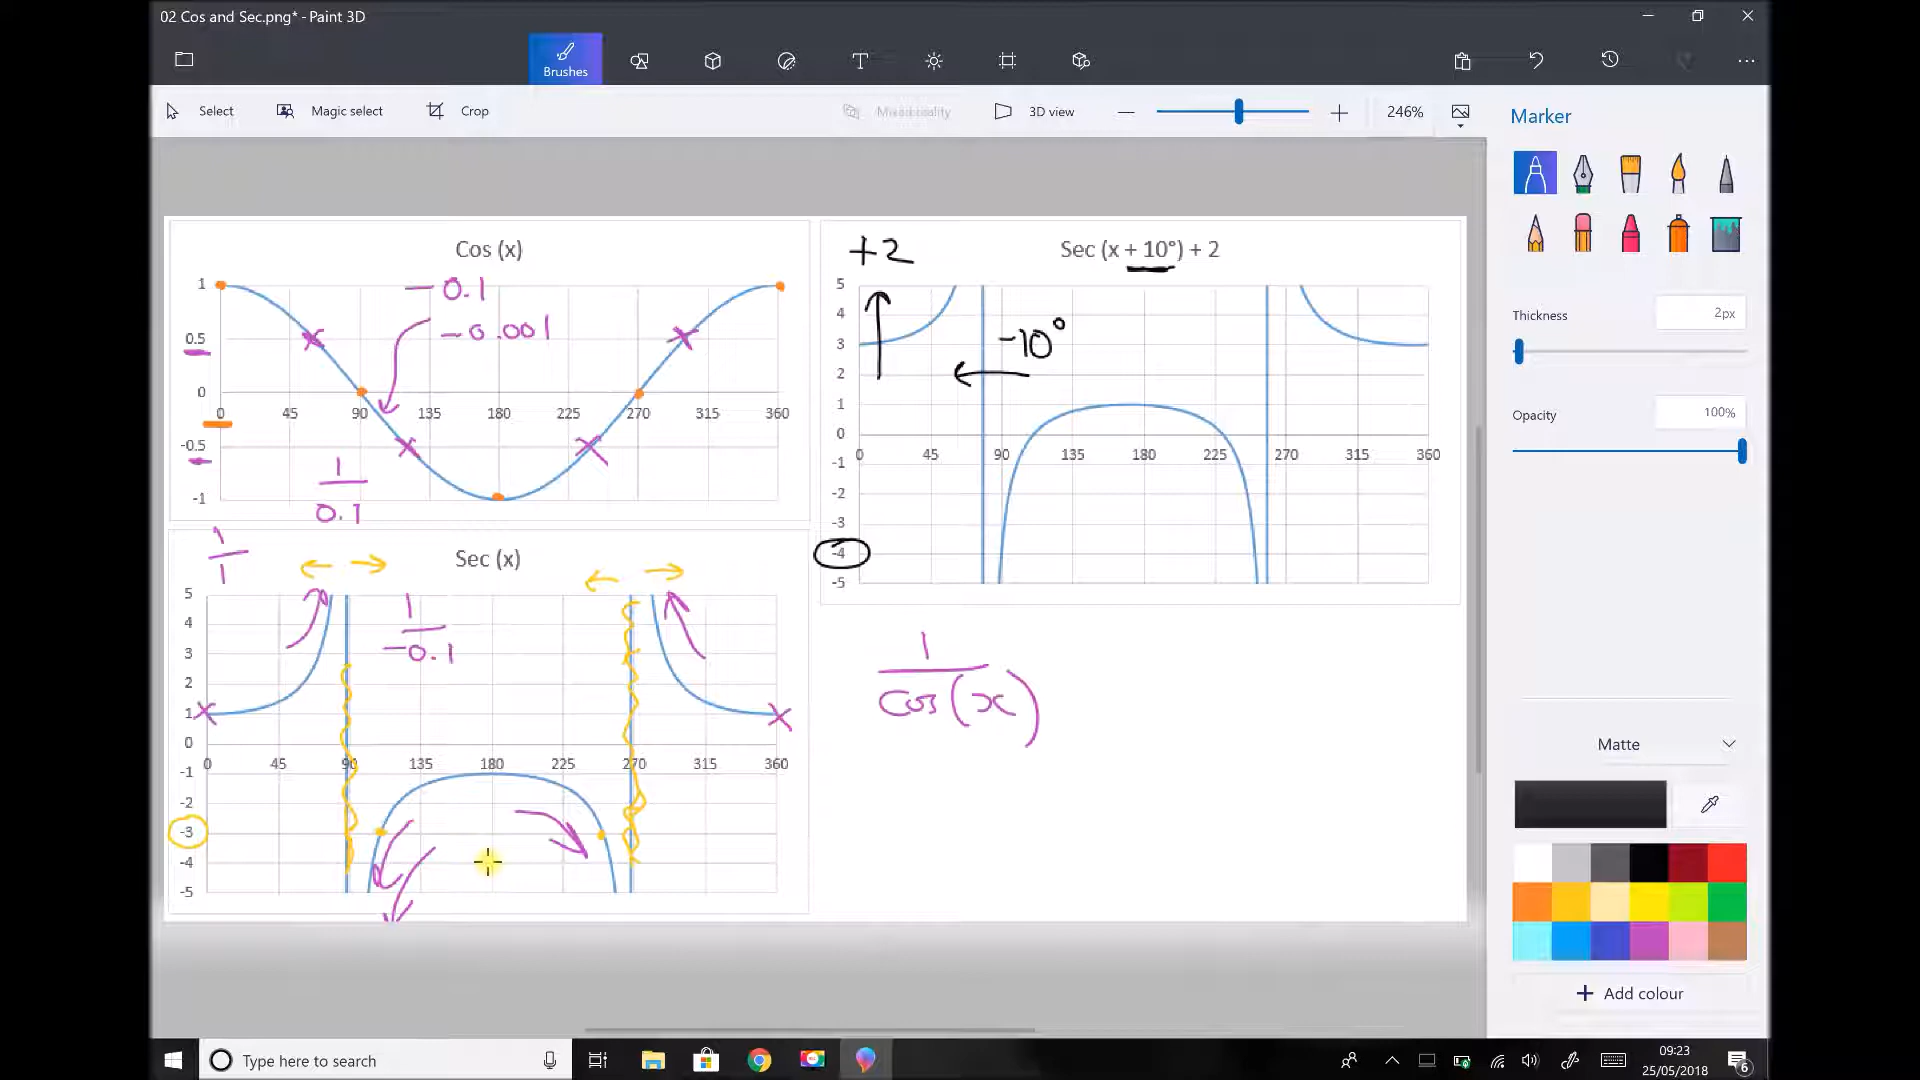 02 Cos and Sec.png* - Paint 3D
Brushes
Select
Magic select
Crop
Mixed reality
3D view
246%
Marker
Thickness
2px
Opacity
100%
Matte
Add colour
Cos (x)
1
0.5
0
-0.5
-1
0 45 90 135 180 225 270 315 360
-0.1
-0.001
1
0.1
Sec (x)
1
1
5
4
3
2
1
0
-1
-2
-3
-4
-5
0 45 90 135 180 225 270 315 360
1
-0.1
+2
Sec (x + 10°) + 2
5
4
3
2
1
0
-1
-2
-3
-4
-5
0 45 90 135 180 225 270 315 360
-10°
1
cos(x)
Type here to search
09:23
25/05/2018
6